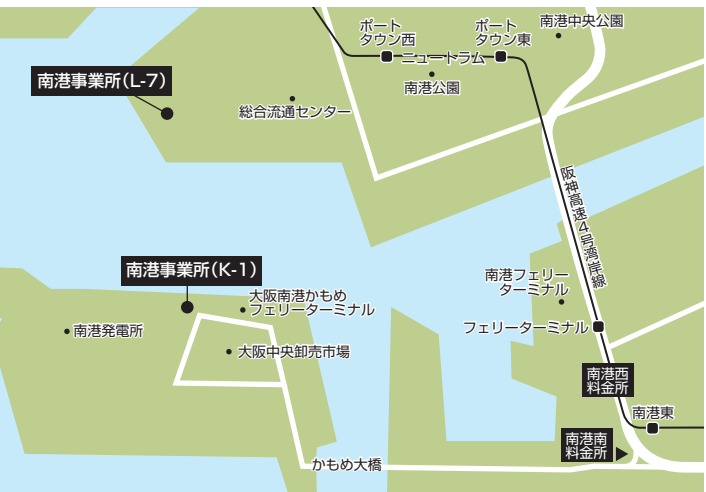 南港中央公園
ポート
タウン西
ポート
タウン東
ニュートラム
南港公園
南港事業所(L-7)
総合流通センター
阪神高速4号湾岸線
南港事業所(K-1)
南港フェリー
ターミナル
大阪南港かもめ
フェリーターミナル
フェリーターミナル
南港発電所
大阪中央卸売市場
南港西
料金所
南港東
南港南
料金所
かもめ大橋